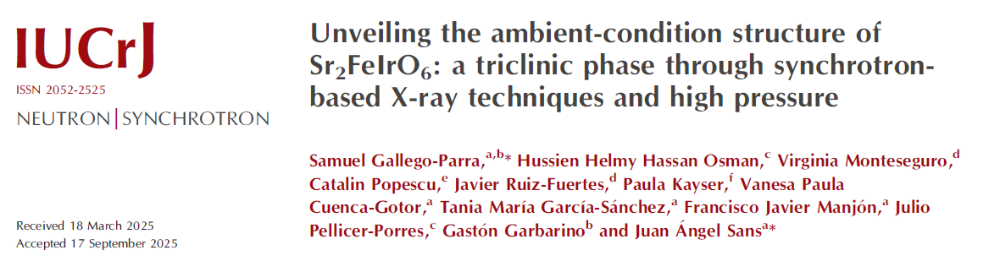 IUCrJ
ISSN 2052-2525
NEUTRON|SYNCHROTRON
Received 18 March 2025
Accepted 17 September 2025
Unveiling the ambient-condition structure of
Sr₂FeIrO₆: a triclinic phase through synchrotron-
based X-ray techniques and high pressure
Samuel Gallego-Parra,ᵃ,ᵇ* Hussien Helmy Hassan Osman,ᶜ Virginia Monteseguro,ᵈ
Catalin Popescu,ᵉ Javier Ruiz-Fuertes,ᵈ Paula Kayser,ᶠ Vanesa Paula
Cuenca-Gotor,ᵃ Tania María García-Sánchez,ᵃ Francisco Javier Manjón,ᵃ Julio
Pellicer-Porres,ᶜ Gastón Garbarinoᵇ and Juan Ángel Sansᵃ*